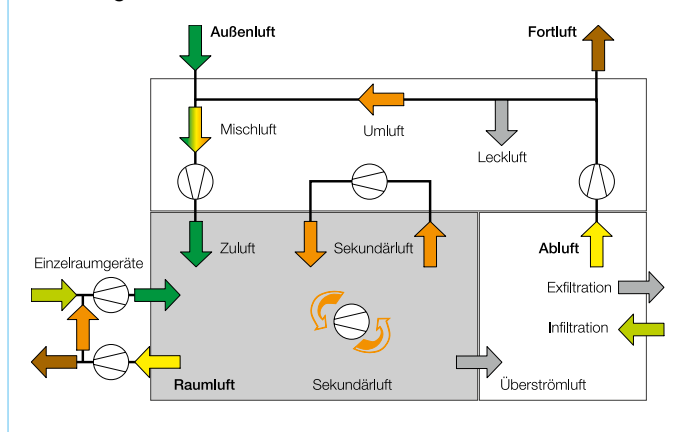 Außenluft
Fortluft
Mischluft
Umluft
Leckluft
Zuluft
Sekundärluft
Abluft
Einzelraumgeräte
Exfiltration
Infiltration
Raumluft
Sekundärluft
Überströmluft